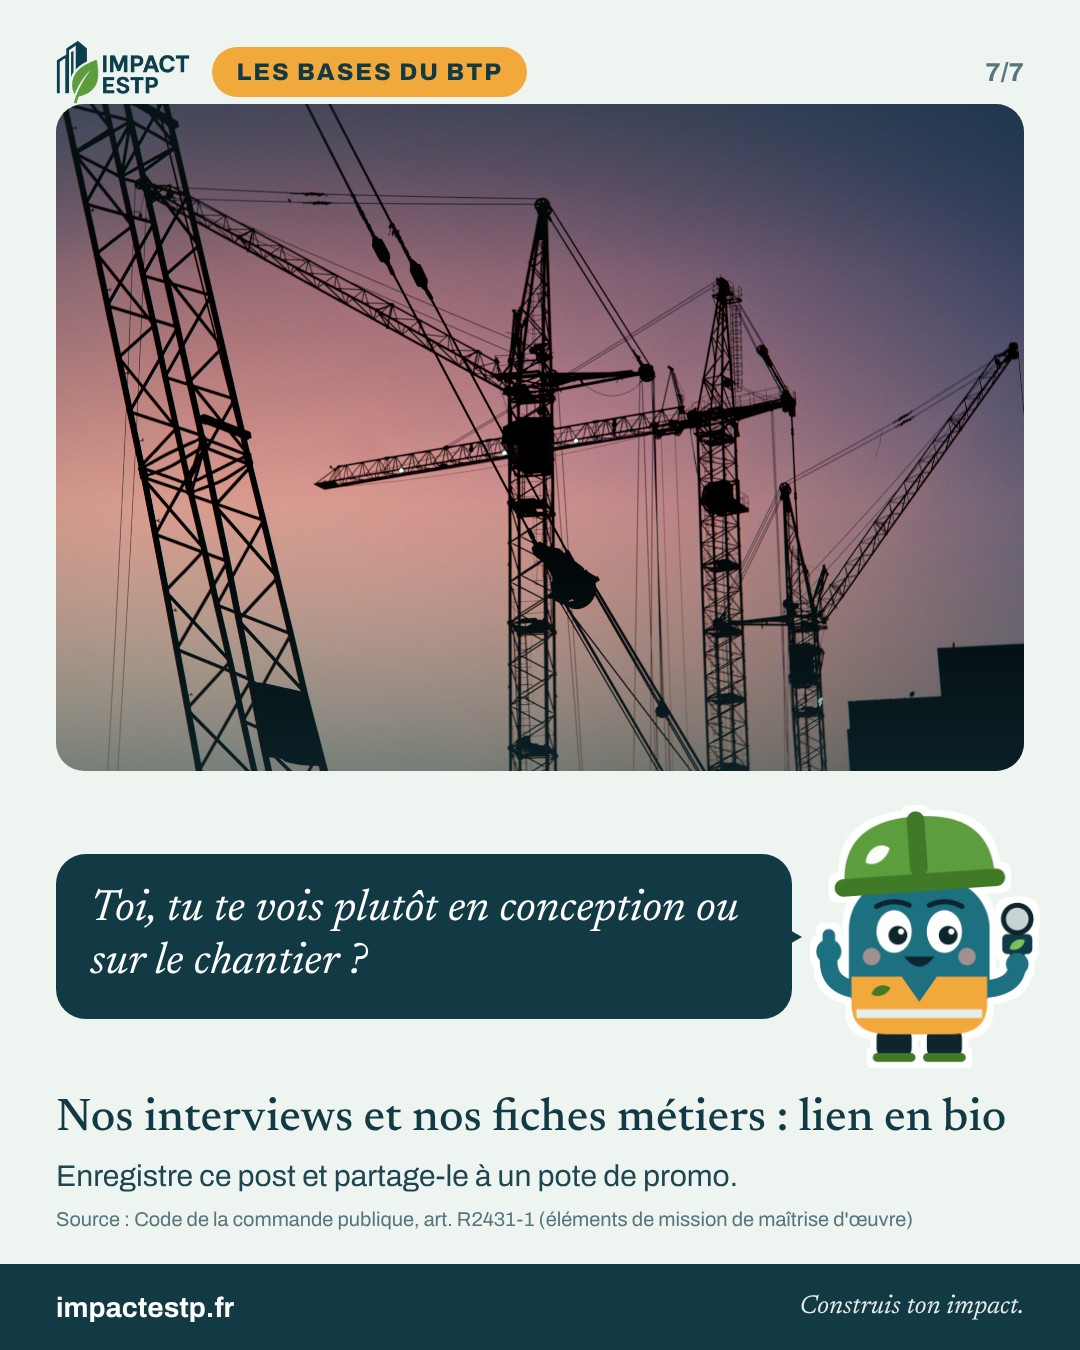 IMPACT
ESTP
LES BASES DU BTP
7/7
Toi, tu te vois plutôt en conception ou
sur le chantier ?
Nos interviews et nos fiches métiers : lien en bio
Enregistre ce post et partage-le à un pote de promo.
Source : Code de la commande publique, art. R2431-1 (éléments de mission de maîtrise d'œuvre)
impactestp.fr
Construis ton impact.